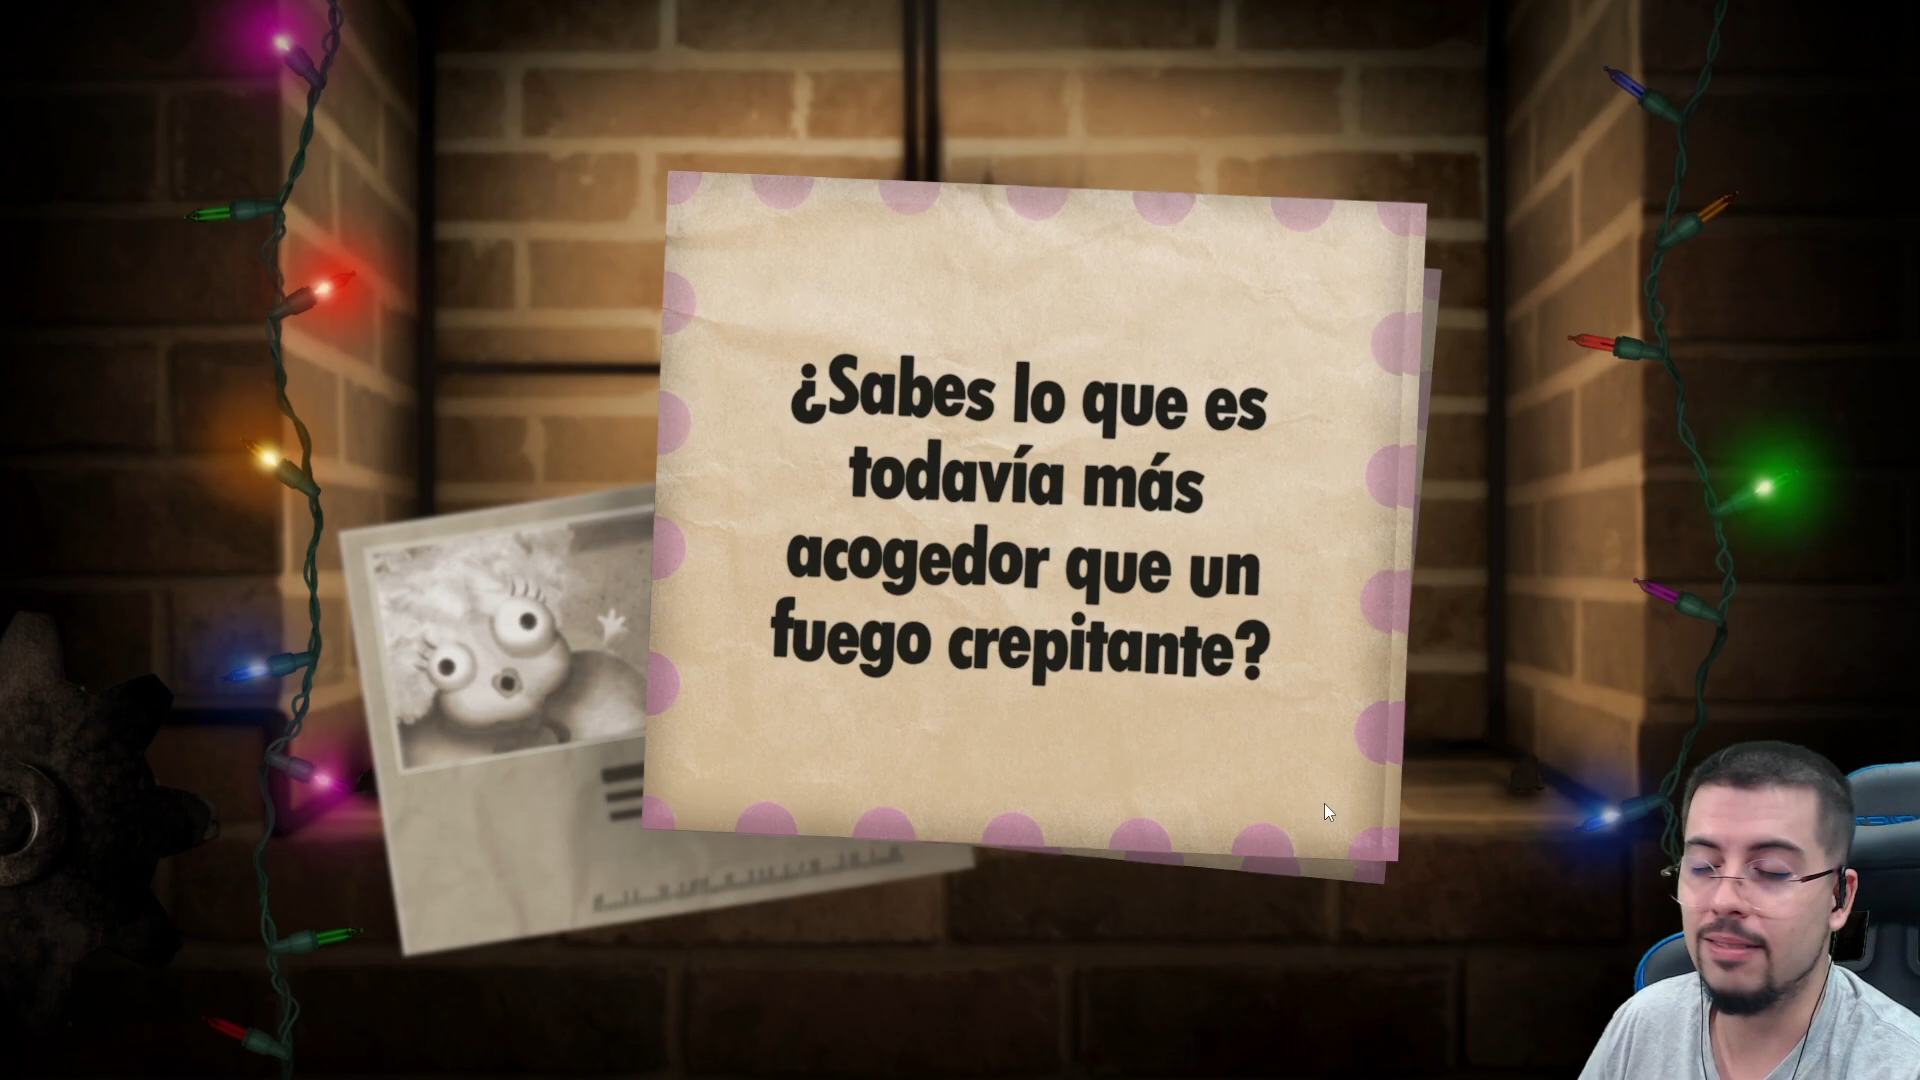 ¿Sabes lo que es
todavía más
acogedor que un
fuego crepitante?